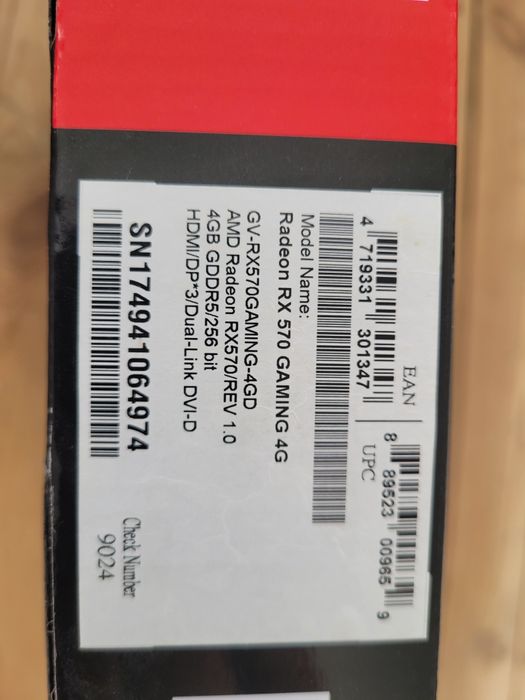 EAN
4 719331 301347
UPC
8 89523 00965 9
Model Name:
Radeon RX 570 GAMING 4G
GV-RX570GAMING-4GD
AMD Radeon RX570/REV 1.0
4GB GDDR5/256 bit
HDMI/DP*3/Dual-Link DVI-D
SN174941064974
Check Number
9024